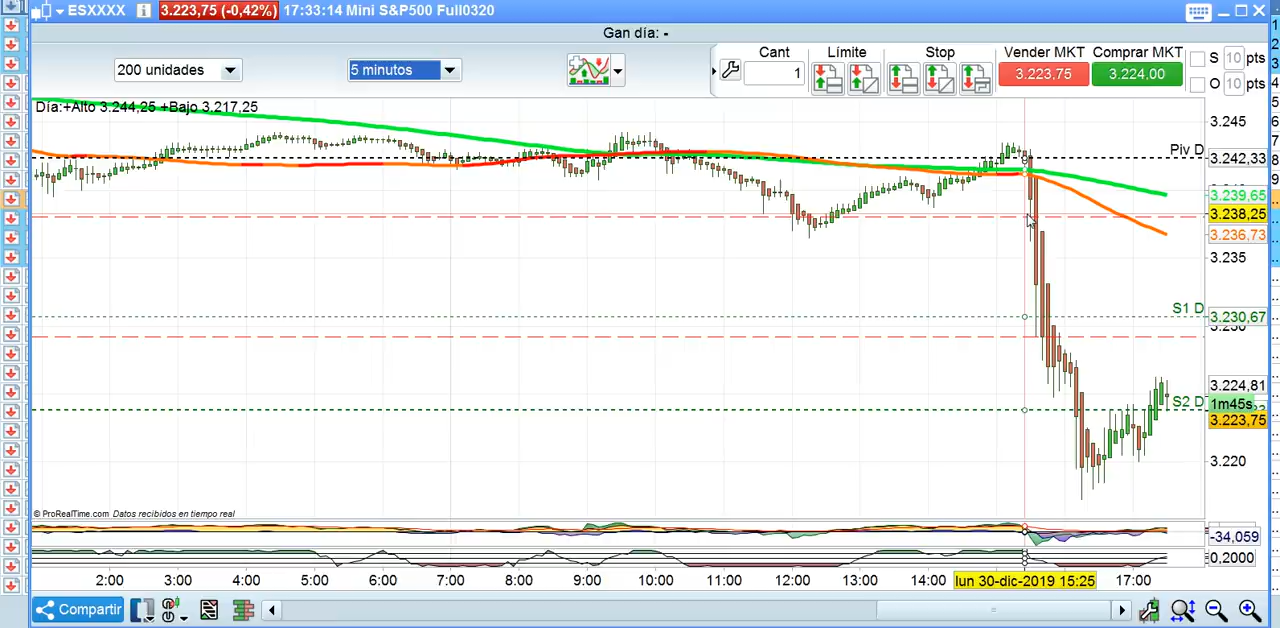 ESXXXX i 3.223,75 (-0,42%) 17:33:14 Mini S&P500 Full0320
Gan día: -
200 unidades
5 minutos
Cant
1
Límite
Stop
Vender MKT
3.223,75
Comprar MKT
3.224,00
S 10 pts
O 10 pts
Día:+Alto 3.244,25 +Bajo 3.217,25
3.245
Piv D
3.242,33
3.239,65
3.238,25
3.236,73
3.235
S1 D
3.230,67
3.230
3.224,81
S2 D
1m45s
3.223,75
3.220
© ProRealTime.com Datos recibidos en tiempo real
-34,059
0,2000
2:00 3:00 4:00 5:00 6:00 7:00 8:00 9:00 10:00 11:00 12:00 13:00 14:00 lun 30-dic-2019 15:25 17:00
Compartir